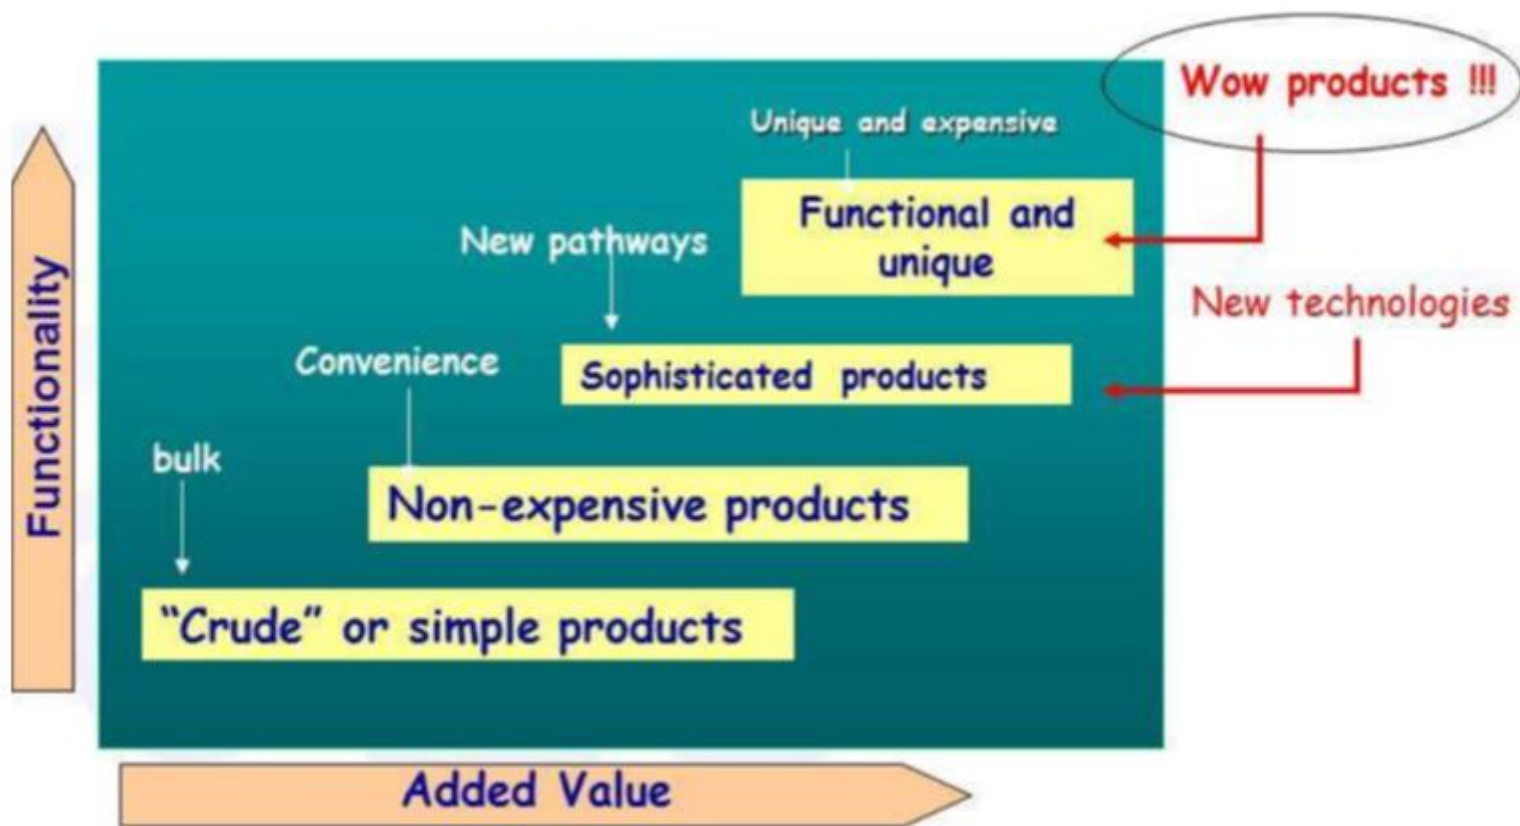 Wow products !!!
Unique and expensive
Functional and
unique
New pathways
New technologies
Convenience
Sophisticated products
bulk
Non-expensive products
“Crude” or simple products
Functionality
Added Value